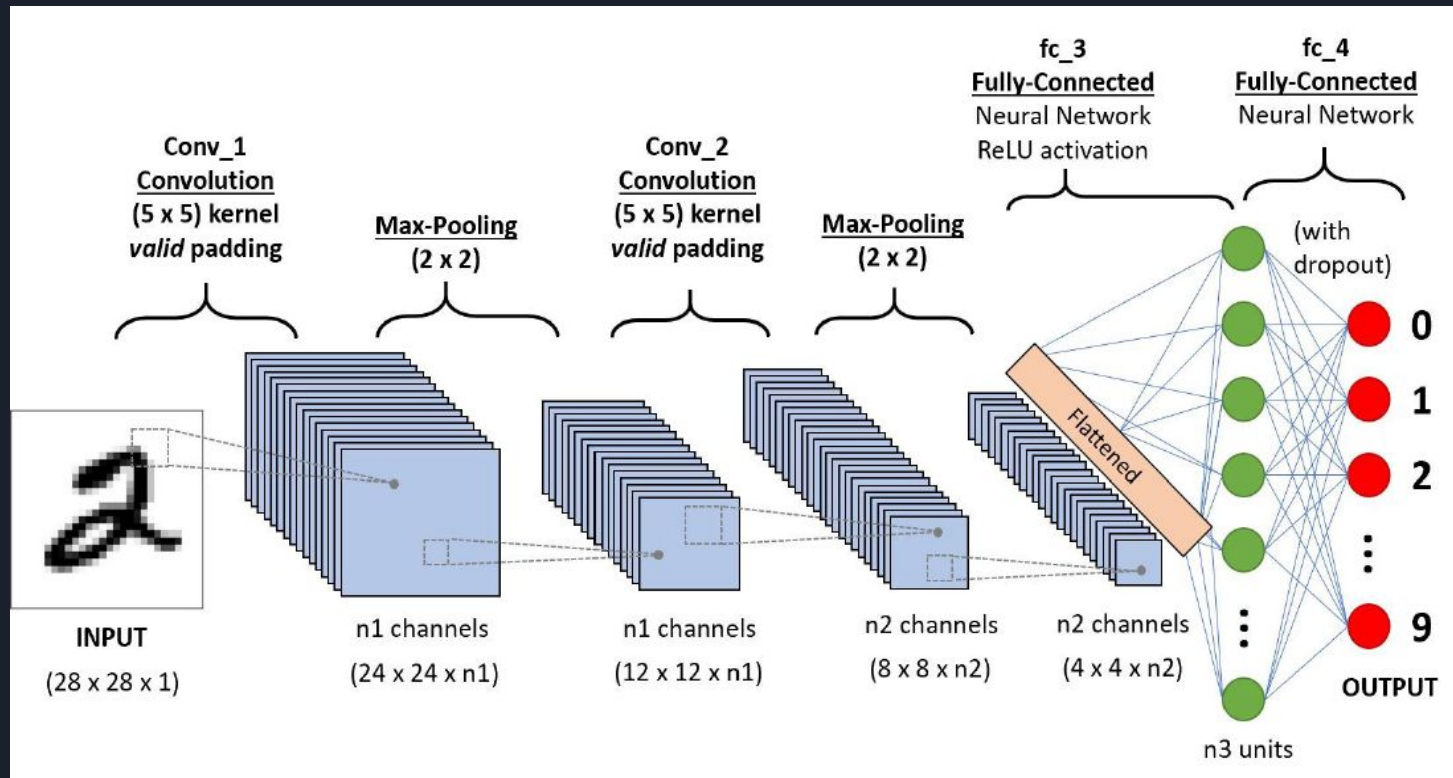 fc_3
Fully-Connected
Neural Network
ReLU activation
fc_4
Fully-Connected
Neural Network
Conv_1
Convolution
(5 x 5) kernel
valid padding
Max-Pooling
(2 x 2)
Conv_2
Convolution
(5 x 5) kernel
valid padding
Max-Pooling
(2 x 2)
(with
dropout)
Flattened
0
1
2
9
INPUT
(28 x 28 x 1)
n1 channels
(24 x 24 x n1)
n1 channels
(12 x 12 x n1)
n2 channels
(8 x 8 x n2)
n2 channels
(4 x 4 x n2)
OUTPUT
n3 units
2